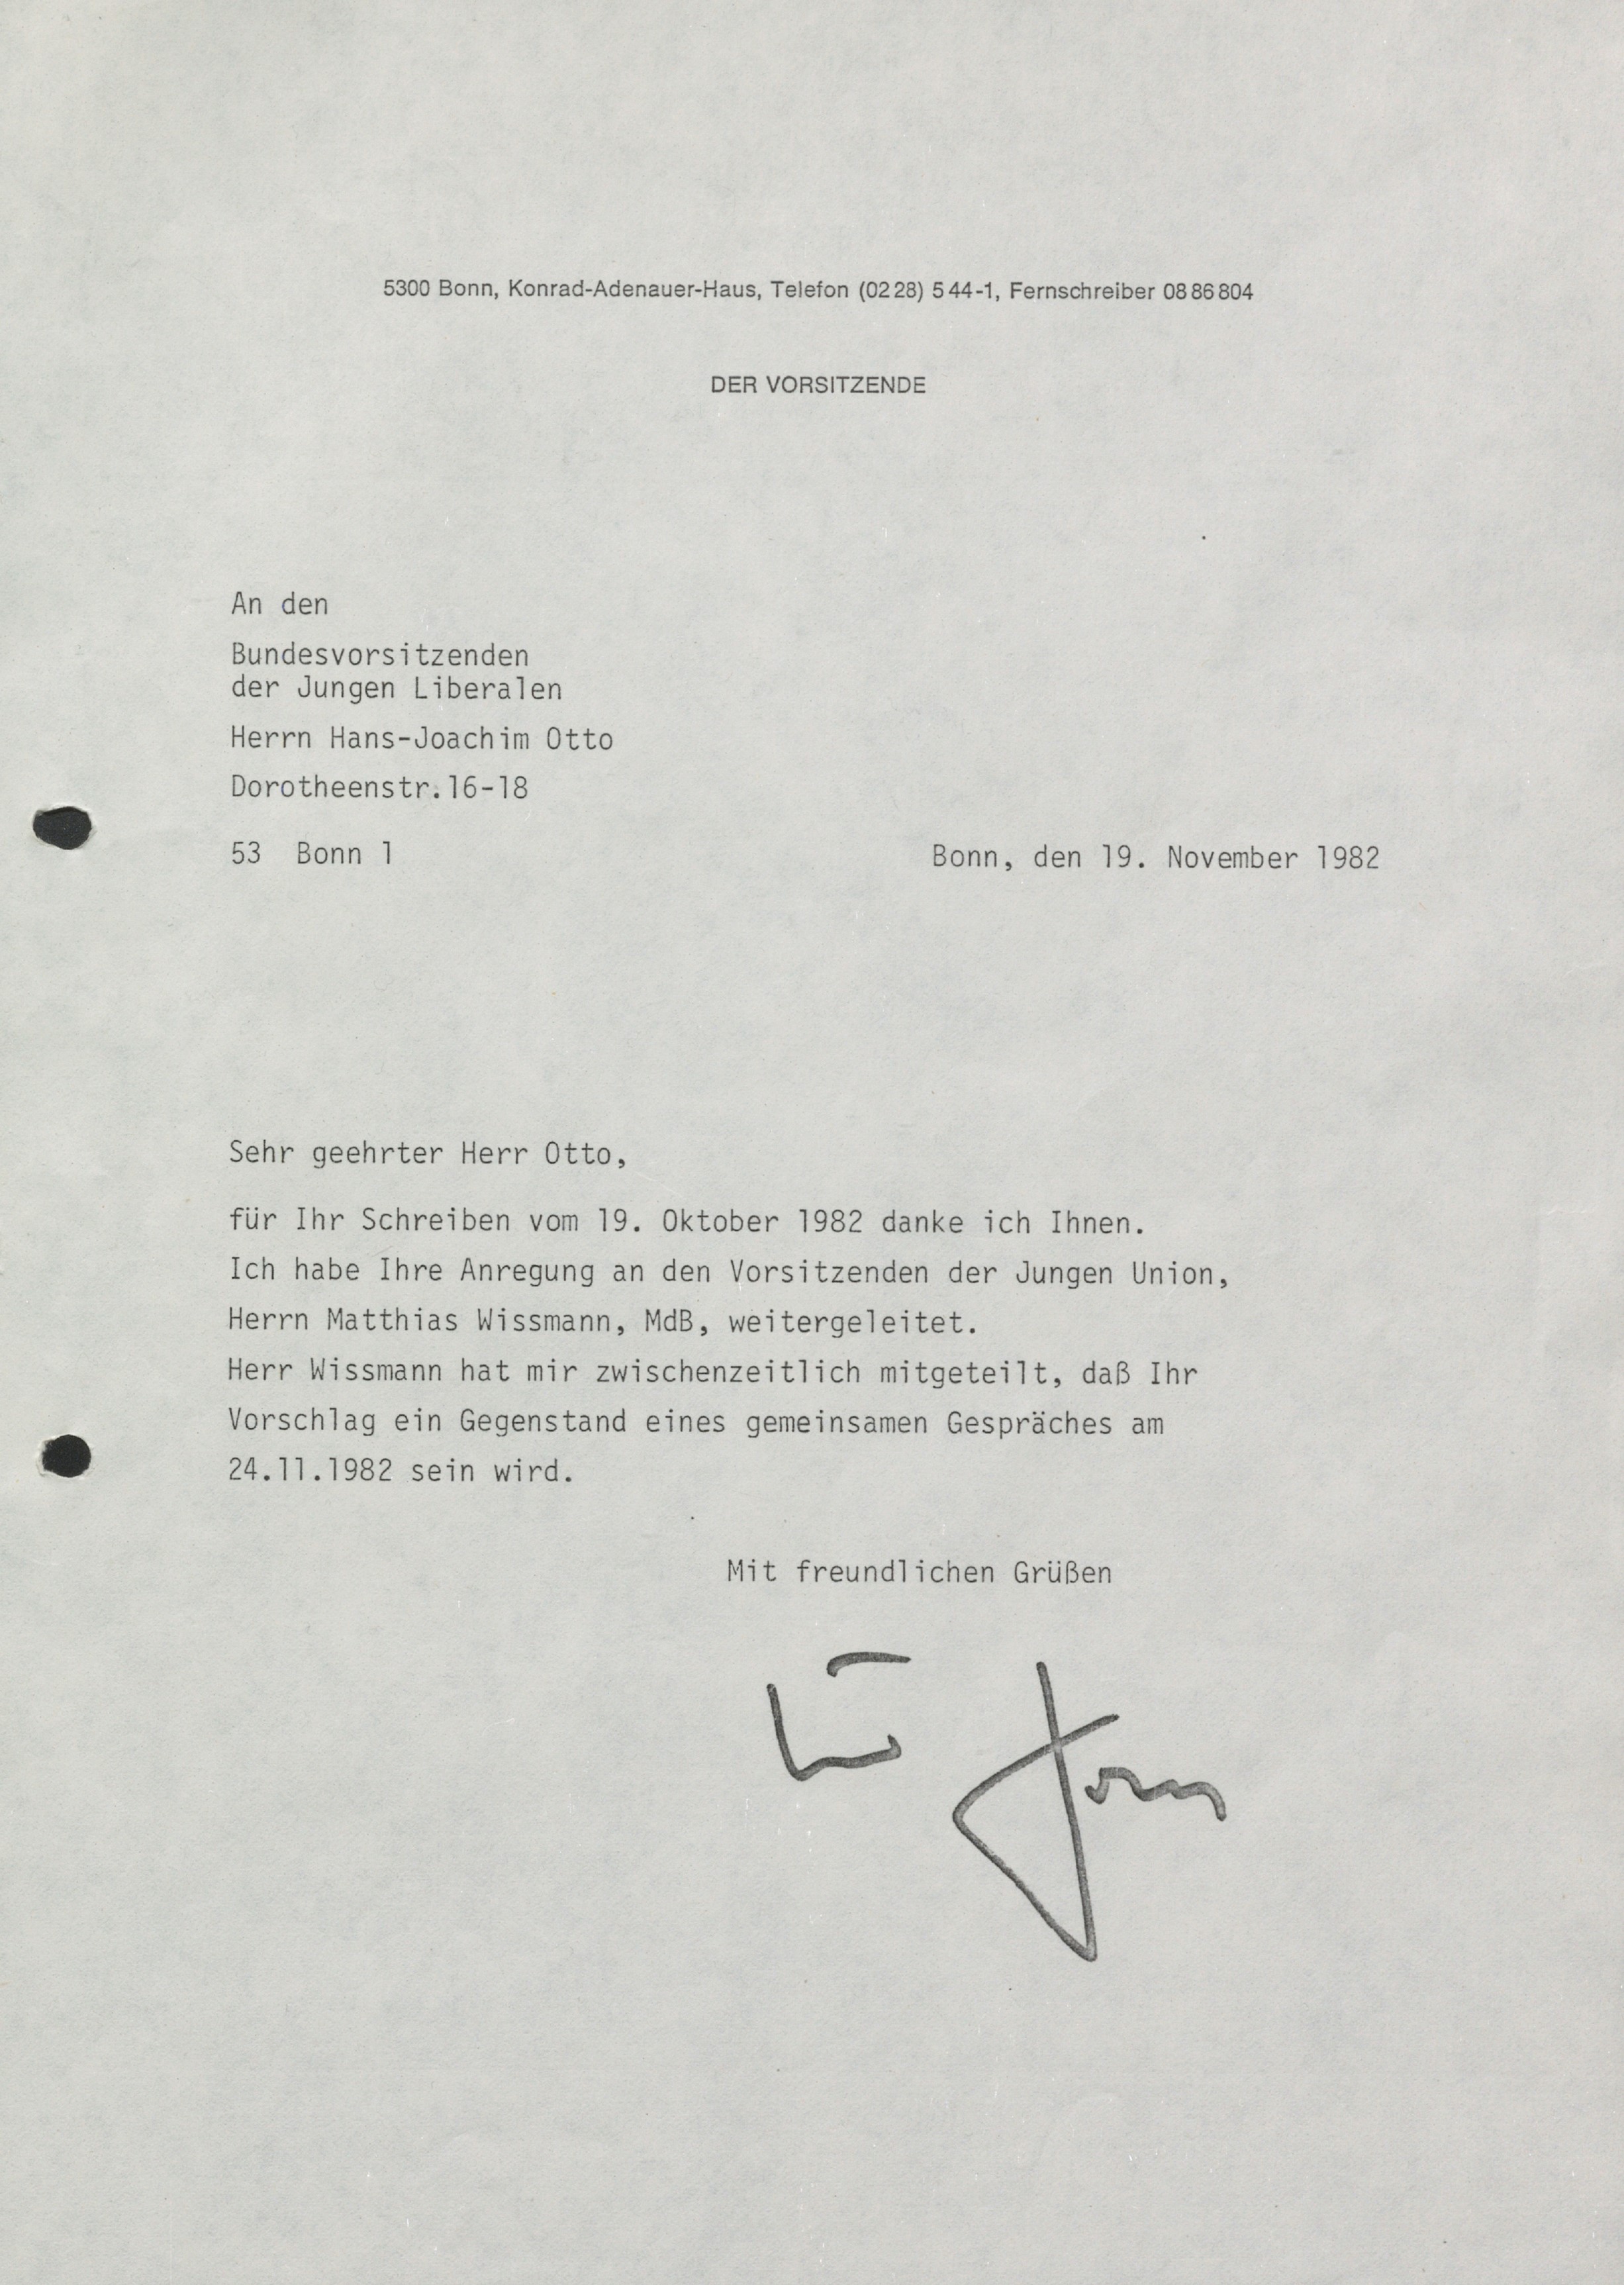 5300 Bonn, Konrad-Adenauer-Haus, Telefon (02 28) 5 44-1, Fernschreiber 08 86 804
DER VORSITZENDE
An den
Bundesvorsitzenden
der Jungen Liberalen
Herrn Hans-Joachim Otto
Dorotheenstr.16-18
53 Bonn 1
Bonn, den 19. November 1982
Sehr geehrter Herr Otto,
für Ihr Schreiben vom 19. Oktober 1982 danke ich Ihnen.
Ich habe Ihre Anregung an den Vorsitzenden der Jungen Union,
Herrn Matthias Wissmann, MdB, weitergeleitet.
Herr Wissmann hat mir zwischenzeitlich mitgeteilt, daß Ihr
Vorschlag ein Gegenstand eines gemeinsamen Gespräches am
24.11.1982 sein wird.
Mit freundlichen Grüßen